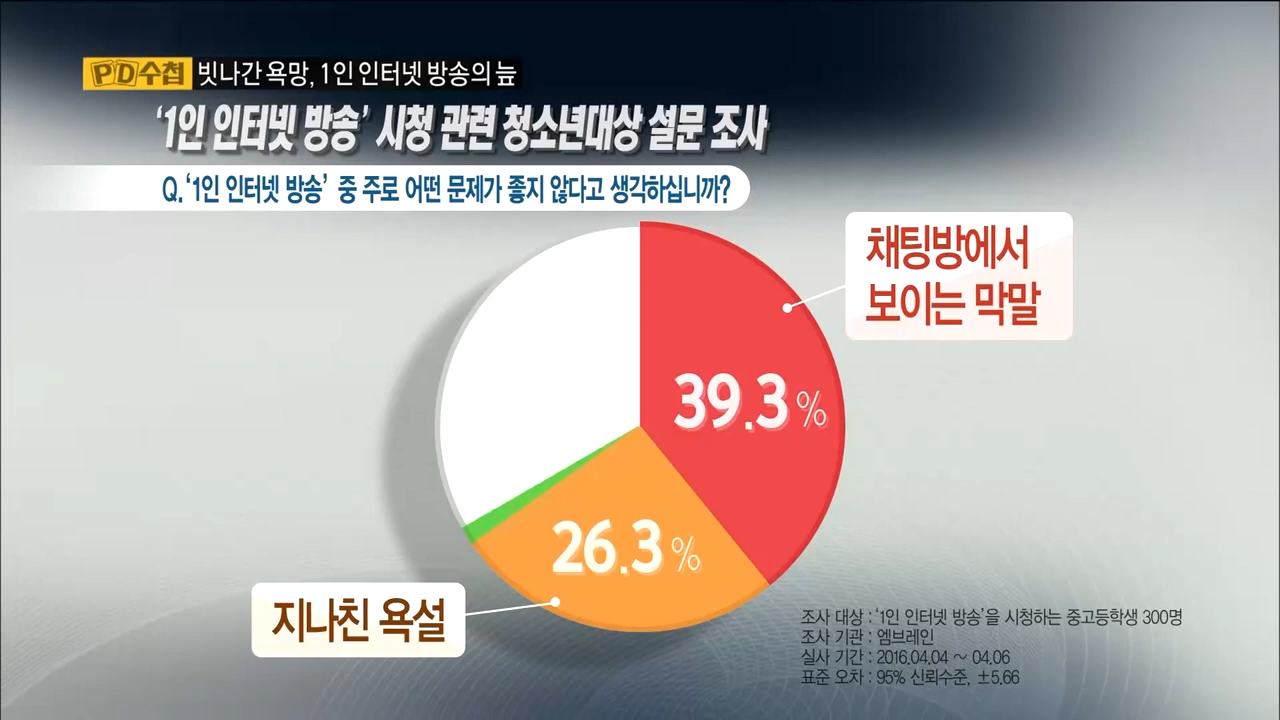 PD수첩 빗나간 욕망, 1인 인터넷 방송의 늪
'1인 인터넷 방송' 시청 관련 청소년대상 설문 조사
Q. '1인 인터넷 방송' 중 주로 어떤 문제가 좋지 않다고 생각하십니까?
채팅방에서
보이는 막말
39.3%
26.3%
지나친 욕설
조사 대상 : '1인 인터넷 방송'을 시청하는 중고등학생 300명
조사 기관 : 엠브레인
실사 기간 : 2016.04.04 ~ 04.06
표준 오차 : 95% 신뢰수준, ±5.66